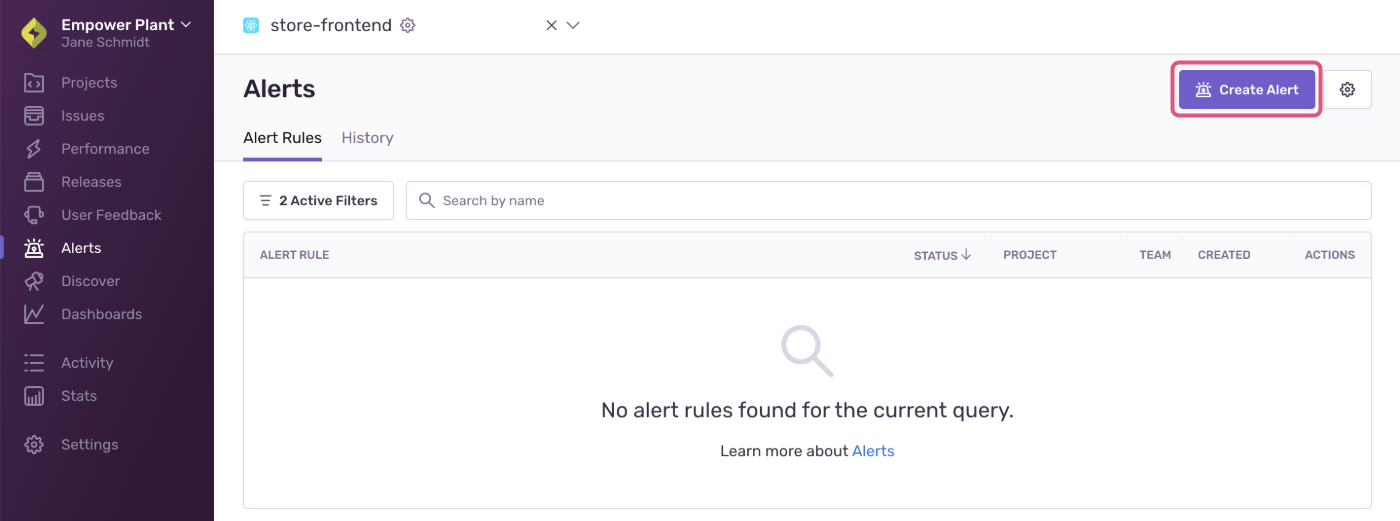 Empower Plant
Jane Schmidt
Projects
Issues
Performance
Releases
User Feedback
Alerts
Discover
Dashboards
Activity
Stats
Settings
store-frontend
Alerts
Create Alert
Alert Rules History
2 Active Filters
Search by name
ALERT RULE STATUS PROJECT TEAM CREATED ACTIONS
No alert rules found for the current query.
Learn more about Alerts